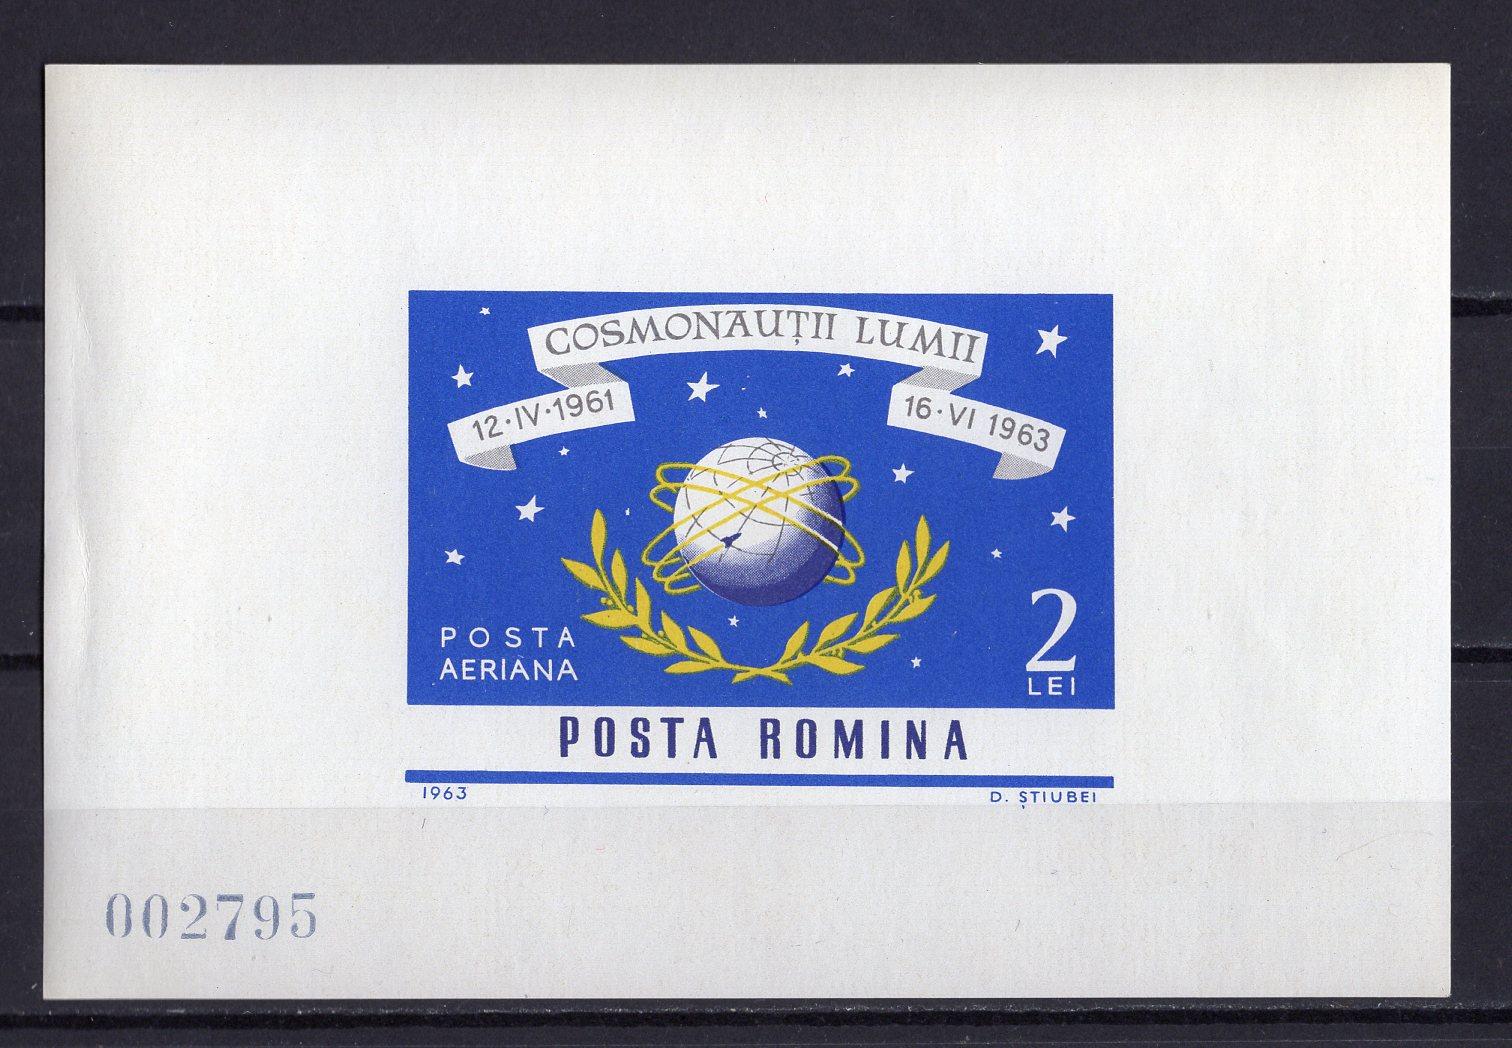 COSMONAUȚII LUMII
12·IV·1961
16·VI 1963
POSTA
AERIANA
2
LEI
POSTA ROMINA
1963
D. ȘTIUBEI
002795